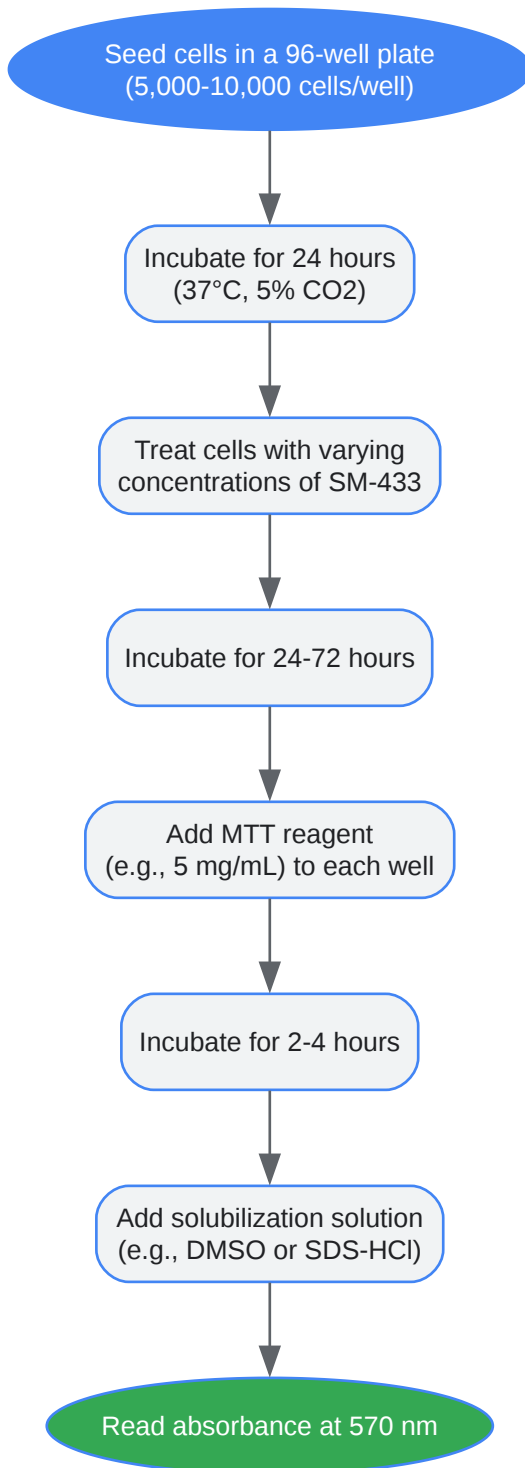 Seed cells in a 96-well plate
(5,000-10,000 cells/well)
Incubate for 24 hours
(37°C, 5% CO2)
Treat cells with varying
concentrations of SM-433
Incubate for 24-72 hours
Add MTT reagent
(e.g., 5 mg/mL) to each well
Incubate for 2-4 hours
Add solubilization solution
(e.g., DMSO or SDS-HCl)
Read absorbance at 570 nm